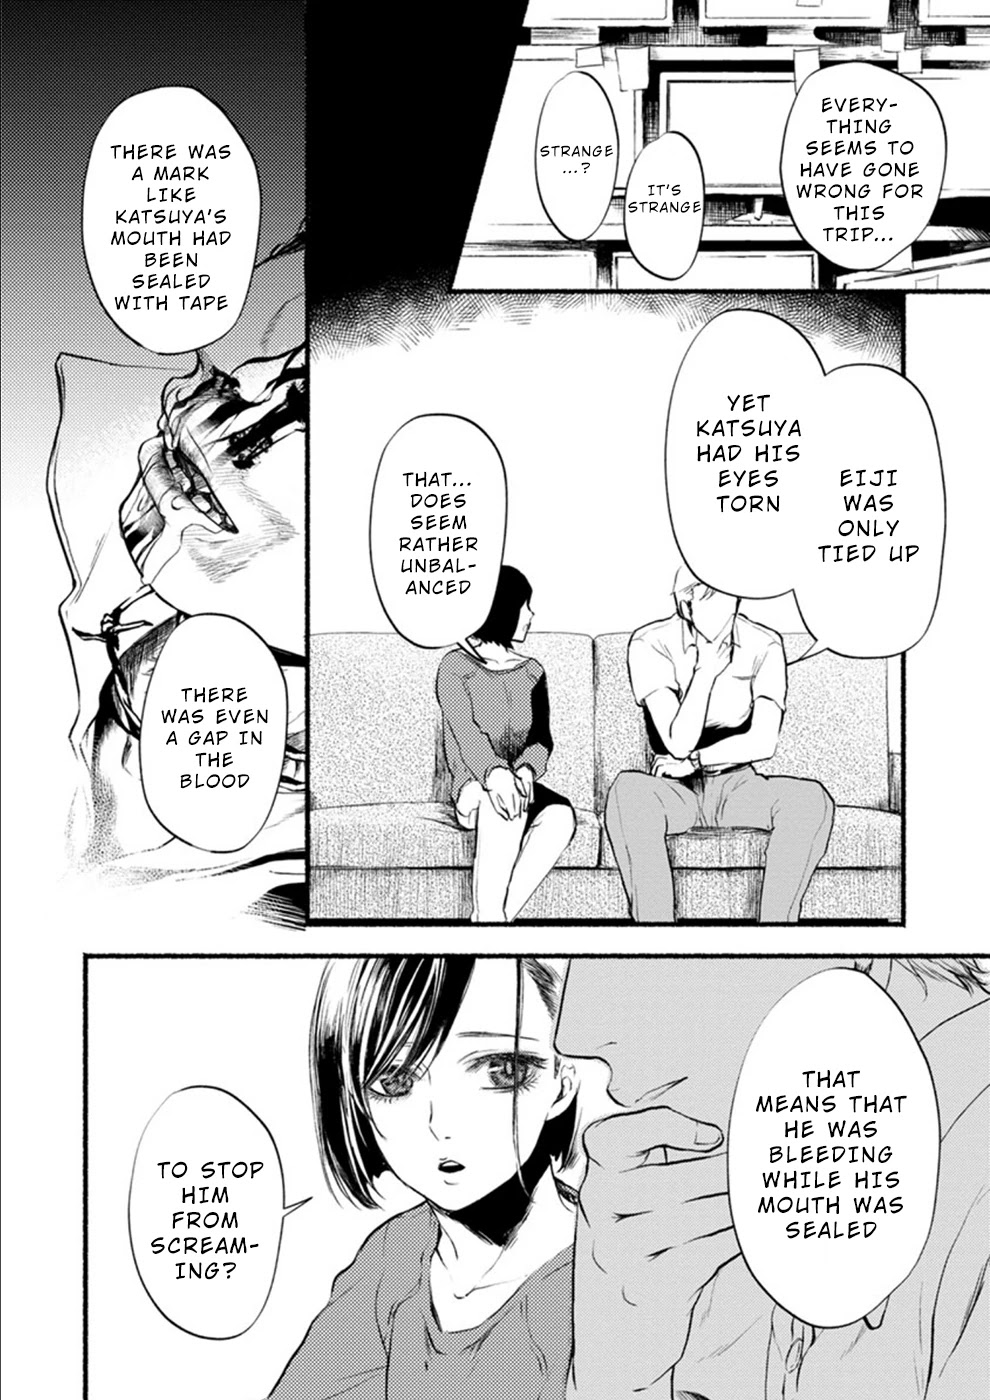 EVERY-
THING
SEEMS TO
HAVE GONE
WRONG FOR
THIS
TRIP...
IT'S
STRANGE
STRANGE
...?
EIJI
WAS
ONLY
TIED UP
YET
KATSUYA
HAD HIS
EYES
TORN
THAT...
DOES
SEEM
RATHER
UNBAL-
ANCED
THERE WAS
A MARK
LIKE
KATSUYA'S
MOUTH HAD
BEEN
SEALED
WITH TAPE
THERE
WAS EVEN
A GAP IN
THE
BLOOD
THAT
MEANS THAT
HE WAS
BLEEDING
WHILE HIS
MOUTH WAS
SEALED
TO STOP
HIM
FROM
SCREAM-
ING?